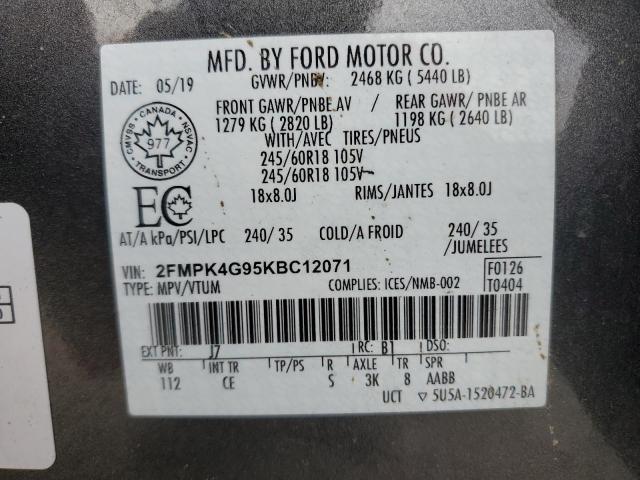 MFD. BY FORD MOTOR CO.
DATE: 05/19
GVWR/PNBV: 2468 KG ( 5440 LB)
FRONT GAWR/PNBE AV / REAR GAWR/ PNBE AR
1279 KG ( 2820 LB) 1198 KG ( 2640 LB)
WITH/AVEC TIRES/PNEUS
245/60R18 105V
245/60R18 105V
18x8.0J RIMS/JANTES 18x8.0J
CANADA
CMVSS NSVAC
977
TRANSPORT
EC
AT/A kPa/PSI/LPC 240/ 35 COLD/A FROID 240/ 35
/JUMELEES
VIN: 2FMPK4G95KBC12071
TYPE: MPV/VTUM COMPLIES: ICES/NMB-002
F0126
T0404
EXT PNT: J7 RC: B1 DSO:
WB INT TR TP/PS R AXLE TR SPR
112 CE S 3K 8 AABB
UCT ▽ 5U5A-1520472-BA